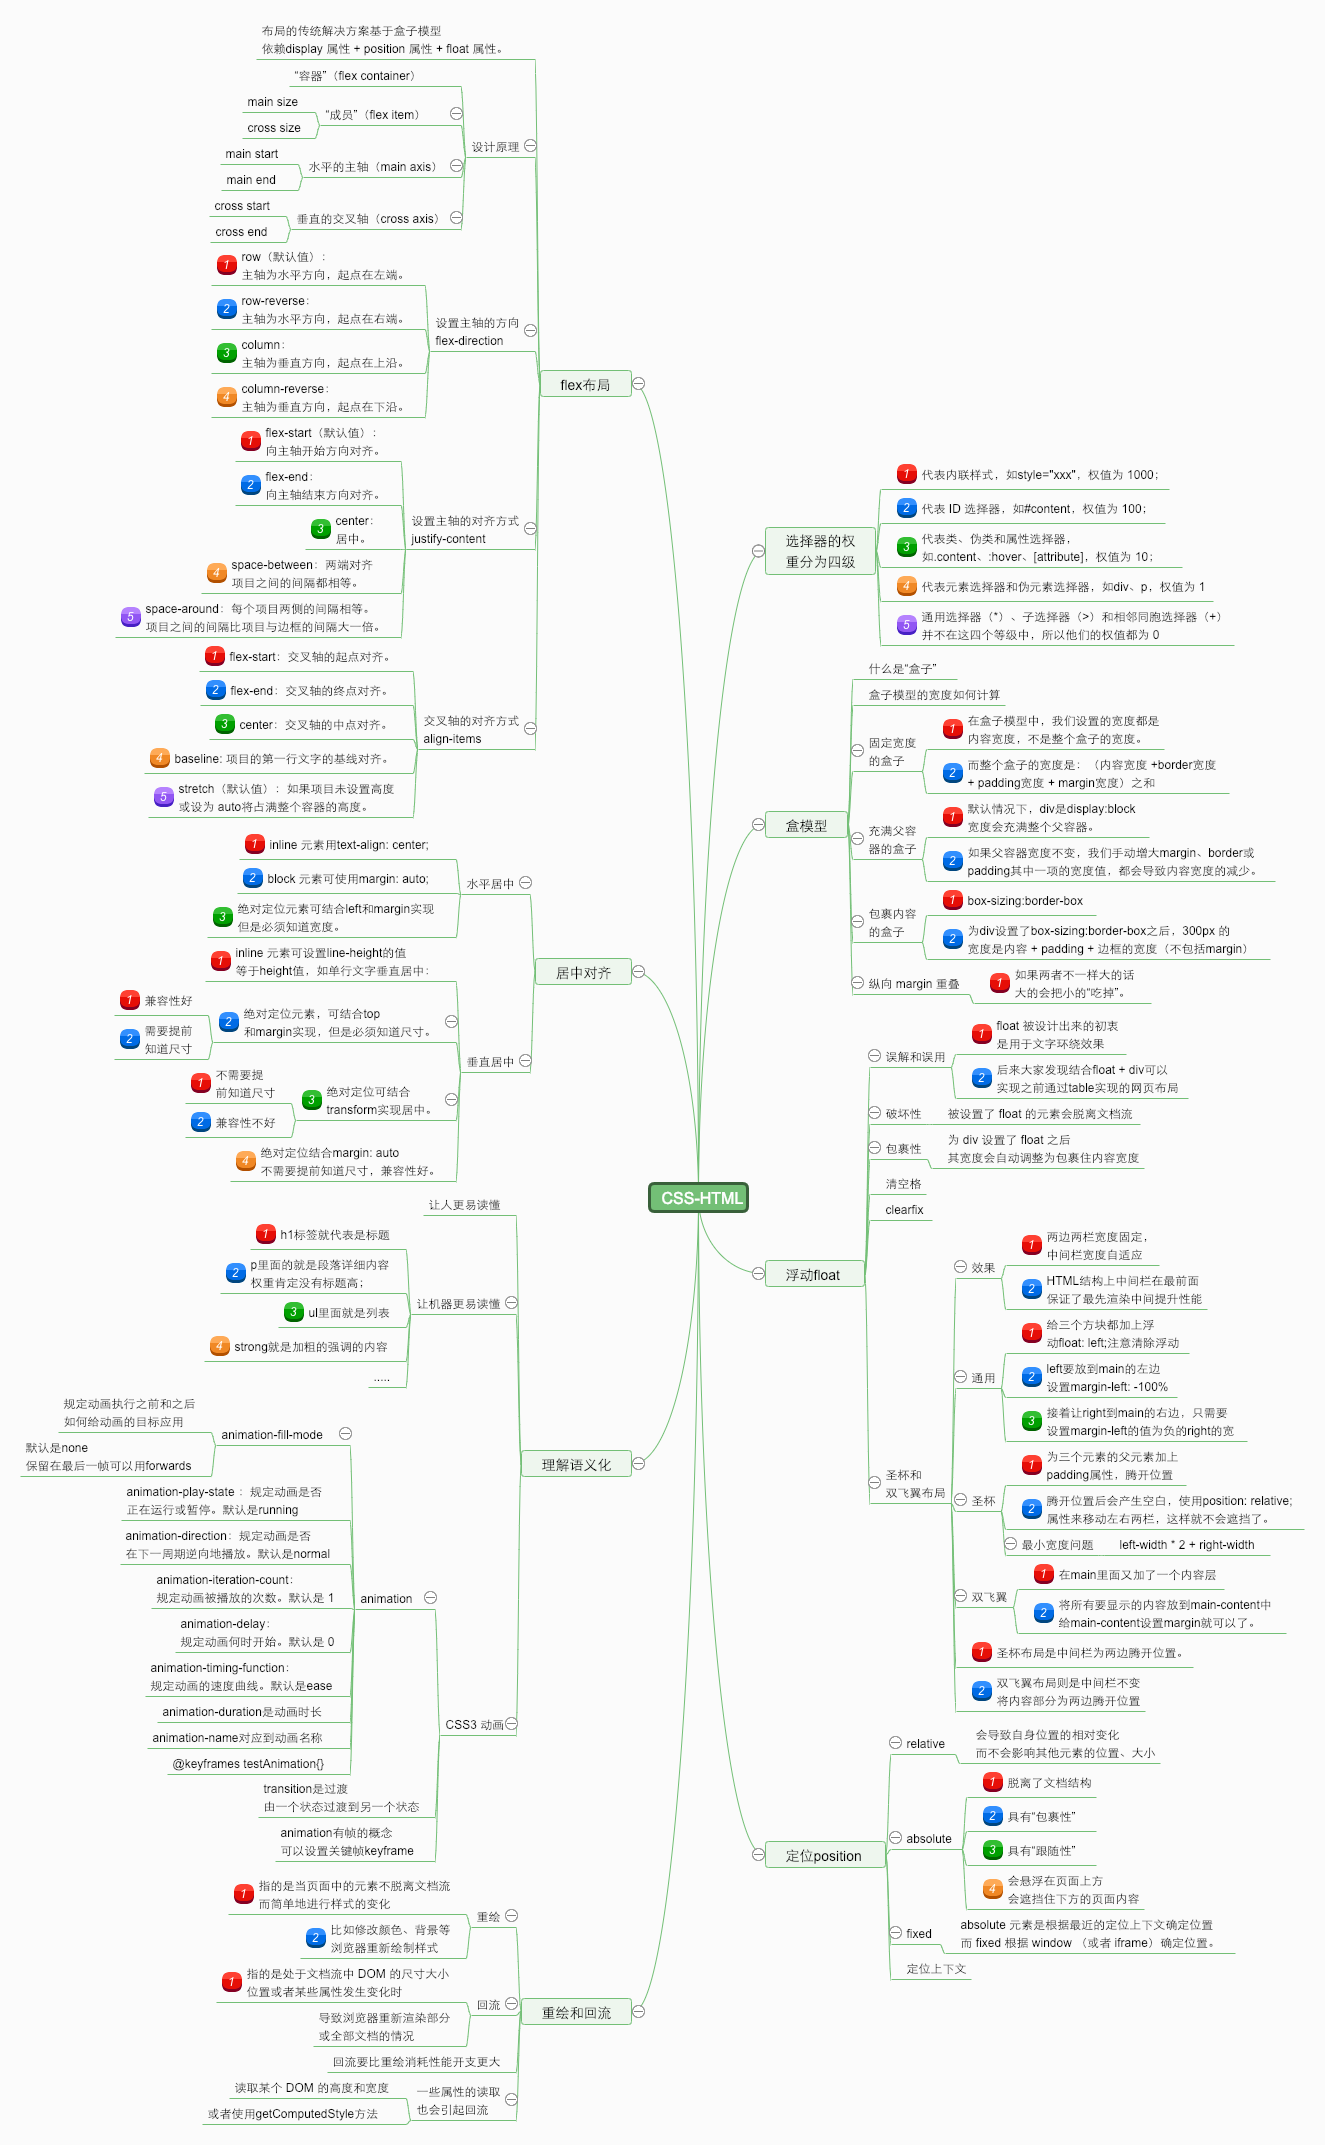 布局的传统解决方案基于盒子模型
依赖display 属性 + position 属性 + float 属性。
“容器”（flex container）
main size
cross size
“成员”（flex item）
main start
main end
水平的主轴（main axis）
cross start
cross end
垂直的交叉轴（cross axis）
设计原理
1 row（默认值）：
主轴为水平方向，起点在左端。
2 row-reverse：
主轴为水平方向，起点在右端。
3 column：
主轴为垂直方向，起点在上沿。
4 column-reverse：
主轴为垂直方向，起点在下沿。
设置主轴的方向
flex-direction
1 flex-start（默认值）：
向主轴开始方向对齐。
2 flex-end：
向主轴结束方向对齐。
3 center：
居中。
4 space-between：两端对齐
项目之间的间隔都相等。
5 space-around：每个项目两侧的间隔相等。
项目之间的间隔比项目与边框的间隔大一倍。
设置主轴的对齐方式
justify-content
1 flex-start：交叉轴的起点对齐。
2 flex-end：交叉轴的终点对齐。
3 center：交叉轴的中点对齐。
4 baseline: 项目的第一行文字的基线对齐。
5 stretch（默认值）：如果项目未设置高度
或设为 auto将占满整个容器的高度。
交叉轴的对齐方式
align-items
flex布局
1 inline 元素用text-align: center;
2 block 元素可使用margin: auto;
3 绝对定位元素可结合left和margin实现
但是必须知道宽度。
水平居中
1 inline 元素可设置line-height的值
等于height值，如单行文字垂直居中：
1 兼容性好
2 需要提前
知道尺寸
2 绝对定位元素，可结合top
和margin实现，但是必须知道尺寸。
1 不需要提
前知道尺寸
2 兼容性不好
3 绝对定位可结合
transform实现居中。
4 绝对定位结合margin: auto
不需要提前知道尺寸，兼容性好。
垂直居中
居中对齐
让人更易读懂
1 h1标签就代表是标题
2 p里面的就是段落详细内容
权重肯定没有标题高；
3 ul里面就是列表
4 strong就是加粗的强调的内容
.....
让机器更易读懂
规定动画执行之前和之后
如何给动画的目标应用
默认是none
保留在最后一帧可以用forwards
animation-fill-mode
animation-play-state ：规定动画是否
正在运行或暂停。默认是running
animation-direction：规定动画是否
在下一周期逆向地播放。默认是normal
animation-iteration-count：
规定动画被播放的次数。默认是 1
animation-delay：
规定动画何时开始。默认是 0
animation-timing-function：
规定动画的速度曲线。默认是ease
animation-duration是动画时长
animation-name对应到动画名称
@keyframes testAnimation{}
animation
transition是过渡
由一个状态过渡到另一个状态
animation有帧的概念
可以设置关键帧keyframe
CSS3 动画
理解语义化
1 指的是当页面中的元素不脱离文档流
而简单地进行样式的变化
2 比如修改颜色、背景等
浏览器重新绘制样式
重绘
1 指的是处于文档流中 DOM 的尺寸大小
位置或者某些属性发生变化时
导致浏览器重新渲染部分
或全部文档的情况
回流
回流要比重绘消耗性能开支更大
读取某个 DOM 的高度和宽度
或者使用getComputedStyle方法
一些属性的读取
也会引起回流
重绘和回流
CSS-HTML
选择器的权
重分为四级
1 代表内联样式，如style="xxx"，权值为 1000；
2 代表 ID 选择器，如#content，权值为 100；
3 代表类、伪类和属性选择器，
如.content、:hover、[attribute]，权值为 10；
4 代表元素选择器和伪元素选择器，如div、p，权值为 1
5 通用选择器（*）、子选择器（>）和相邻同胞选择器（+）
并不在这四个等级中，所以他们的权值都为 0
盒模型
什么是“盒子”
盒子模型的宽度如何计算
固定宽度
的盒子
1 在盒子模型中，我们设置的宽度都是
内容宽度，不是整个盒子的宽度。
2 而整个盒子的宽度是：（内容宽度 +border宽度
+ padding宽度 + margin宽度）之和
充满父容
器的盒子
1 默认情况下，div是display:block
宽度会充满整个父容器。
2 如果父容器宽度不变，我们手动增大margin、border或
padding其中一项的宽度值，都会导致内容宽度的减少。
包裹内容
的盒子
1 box-sizing:border-box
2 为div设置了box-sizing:border-box之后，300px 的
宽度是内容 + padding + 边框的宽度（不包括margin）
纵向 margin 重叠
1 如果两者不一样大的话
大的会把小的“吃掉”。
浮动float
误解和误用
1 float 被设计出来的初衷
是用于文字环绕效果
2 后来大家发现结合float + div可以
实现之前通过table实现的网页布局
破坏性
被设置了 float 的元素会脱离文档流
包裹性
为 div 设置了 float 之后
其宽度会自动调整为包裹住内容宽度
清空格
clearfix
圣杯和
双飞翼布局
效果
1 两边两栏宽度固定，
中间栏宽度自适应
2 HTML结构上中间栏在最前面
保证了最先渲染中间提升性能
通用
1 给三个方块都加上浮
动float: left;注意清除浮动
2 left要放到main的左边
设置margin-left: -100%
3 接着让right到main的右边，只需要
设置margin-left的值为负的right的宽
圣杯
1 为三个元素的父元素加上
padding属性，腾开位置
2 腾开位置后会产生空白，使用position: relative;
属性来移动左右两栏，这样就不会遮挡了。
最小宽度问题
left-width * 2 + right-width
双飞翼
1 在main里面又加了一个内容层
2 将所有要显示的内容放到main-content中
给main-content设置margin就可以了。
1 圣杯布局是中间栏为两边腾开位置。
2 双飞翼布局则是中间栏不变
将内容部分为两边腾开位置
定位position
relative
会导致自身位置的相对变化
而不会影响其他元素的位置、大小
absolute
1 脱离了文档结构
2 具有“包裹性”
3 具有“跟随性”
4 会悬浮在页面上方
会遮挡住下方的页面内容
fixed
absolute 元素是根据最近的定位上下文确定位置
而 fixed 根据 window （或者 iframe）确定位置。
定位上下文